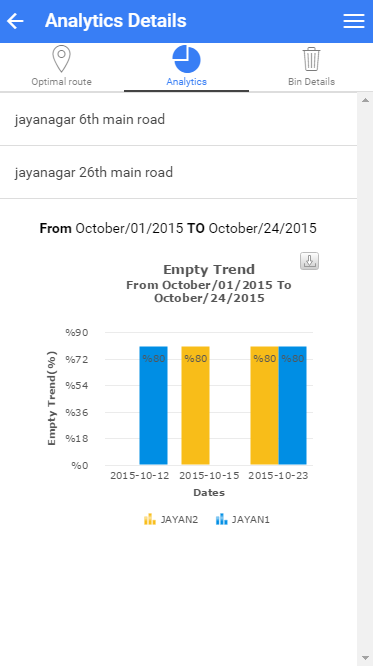 Analytics Details
Optimal route
Analytics
Bin Details
jayanagar 6th main road
jayanagar 26th main road
From October/01/2015 TO October/24/2015
Empty Trend
From October/01/2015 To
October/24/2015
Empty Trend(%)
%90
%72
%54
%36
%18
%0
%80
%80
%80
%80
2015-10-12
2015-10-15
2015-10-23
Dates
JAYAN2
JAYAN1